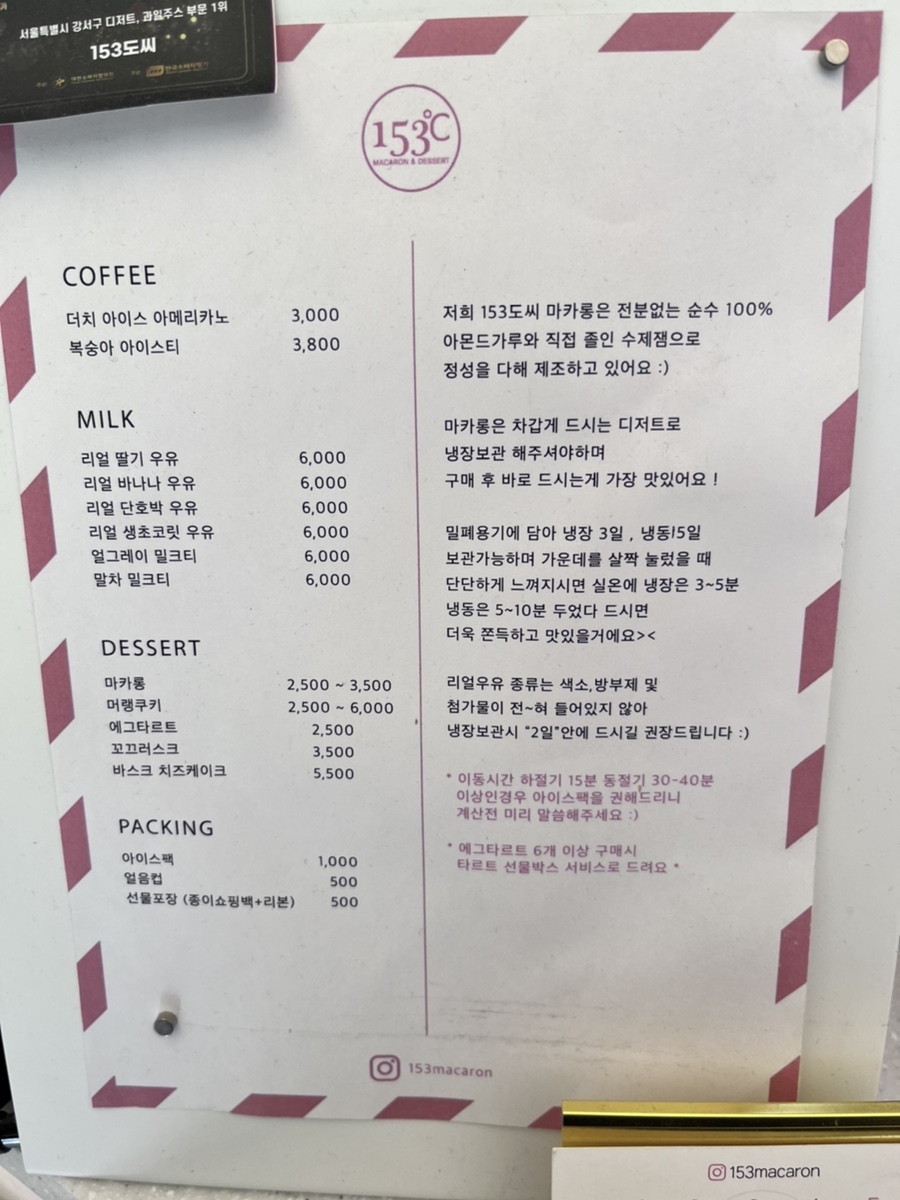 서울특별시 강서구 디저트, 과일주스 부문 1위
153도씨
153℃
MACARON & DESSERT
COFFEE
더치 아이스 아메리카노 3,000
복숭아 아이스티 3,800
MILK
리얼 딸기 우유 6,000
리얼 바나나 우유 6,000
리얼 단호박 우유 6,000
리얼 생초코릿 우유 6,000
얼그레이 밀크티 6,000
말차 밀크티 6,000
DESSERT
마카롱 2,500 ~ 3,500
머랭쿠키 2,500 ~ 6,000
에그타르트 2,500
꼬끄러스크 3,500
바스크 치즈케이크 5,500
PACKING
아이스팩 1,000
얼음컵 500
선물포장 (종이쇼핑백+리본) 500
저희 153도씨 마카롱은 전분없는 순수 100%
아몬드가루와 직접 졸인 수제잼으로
정성을 다해 제조하고 있어요 :)
마카롱은 차갑게 드시는 디저트로
냉장보관 해주셔야하며
구매 후 바로 드시는게 가장 맛있어요 !
밀폐용기에 담아 냉장 3일 , 냉동15일
보관가능하며 가운데를 살짝 눌렀을 때
단단하게 느껴지시면 실온에 냉장은 3~5분
냉동은 5~10분 두었다 드시면
더욱 쫀득하고 맛있을거에요><
리얼우유 종류는 색소,방부제 및
첨가물이 전~혀 들어있지 않아
냉장보관시 "2일"안에 드시길 권장드립니다 :)
* 이동시간 하절기 15분 동절기 30-40분
이상인경우 아이스팩을 권해드리니
계산전 미리 말씀해주세요 :)
* 에그타르트 6개 이상 구매시
타르트 선물박스 서비스로 드려요 *
153macaron
153macaron